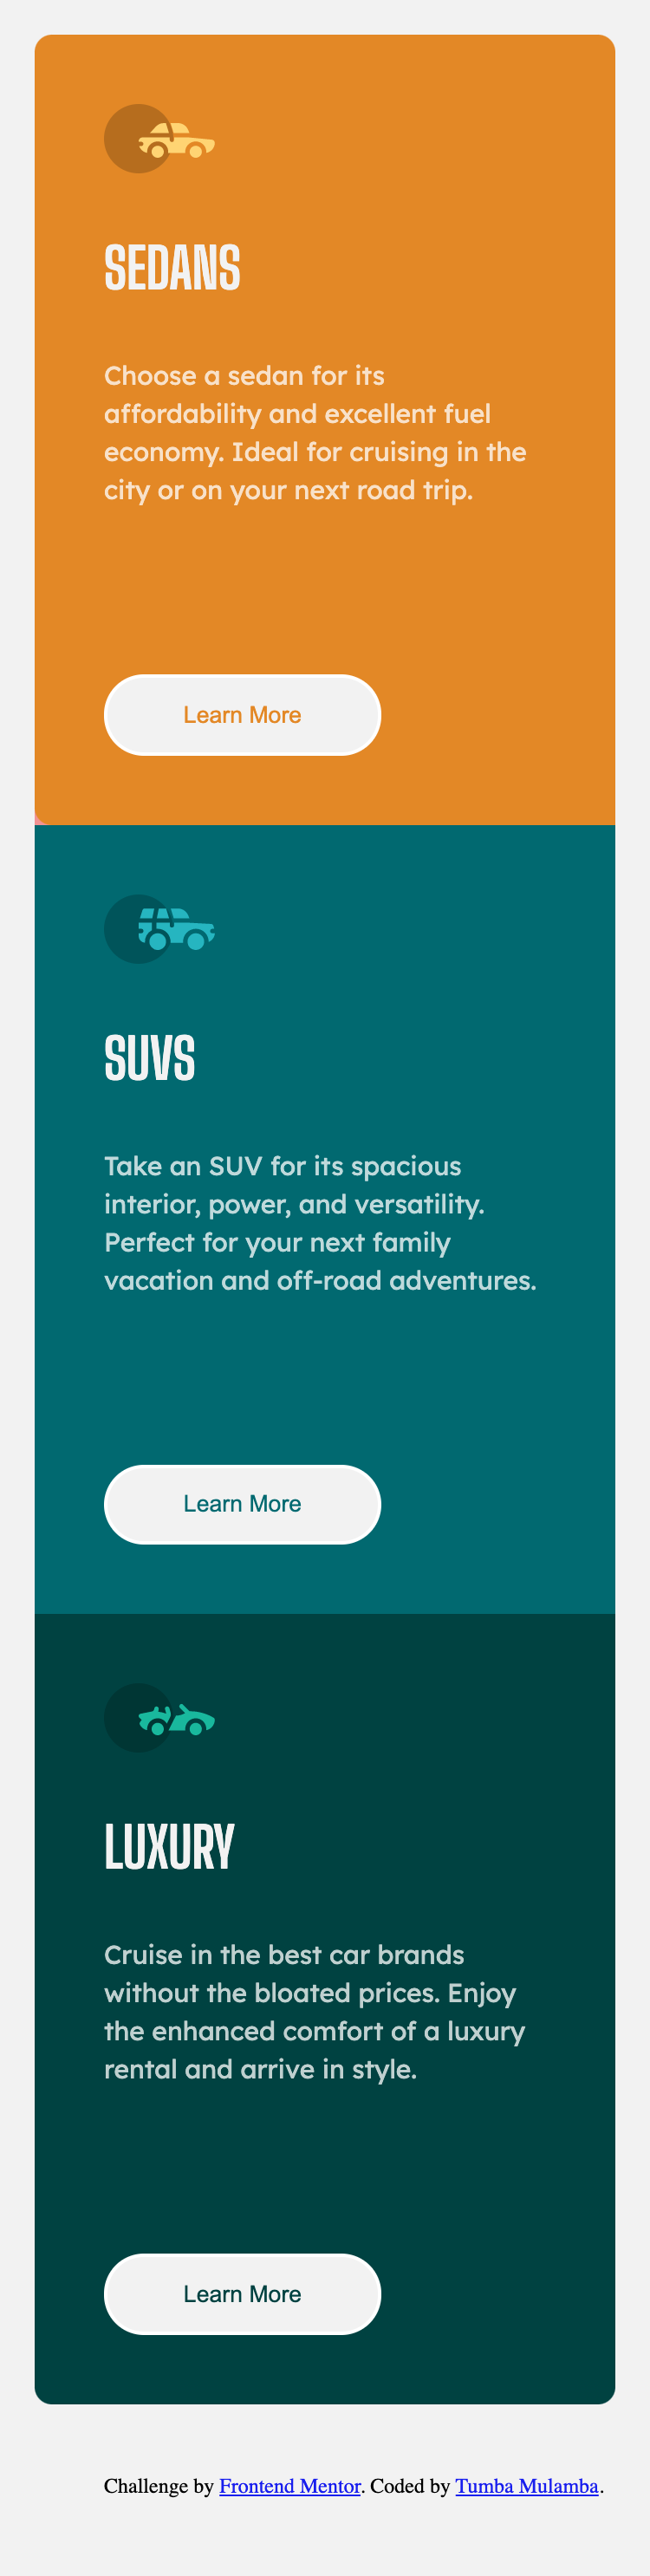 SEDANS
Choose a sedan for its
affordability and excellent fuel
economy. Ideal for cruising in the
city or on your next road trip.
Learn More
SUVS
Take an SUV for its spacious
interior, power, and versatility.
Perfect for your next family
vacation and off-road adventures.
Learn More
LUXURY
Cruise in the best car brands
without the bloated prices. Enjoy
the enhanced comfort of a luxury
rental and arrive in style.
Learn More
Challenge by Frontend Mentor. Coded by Tumba Mulamba.